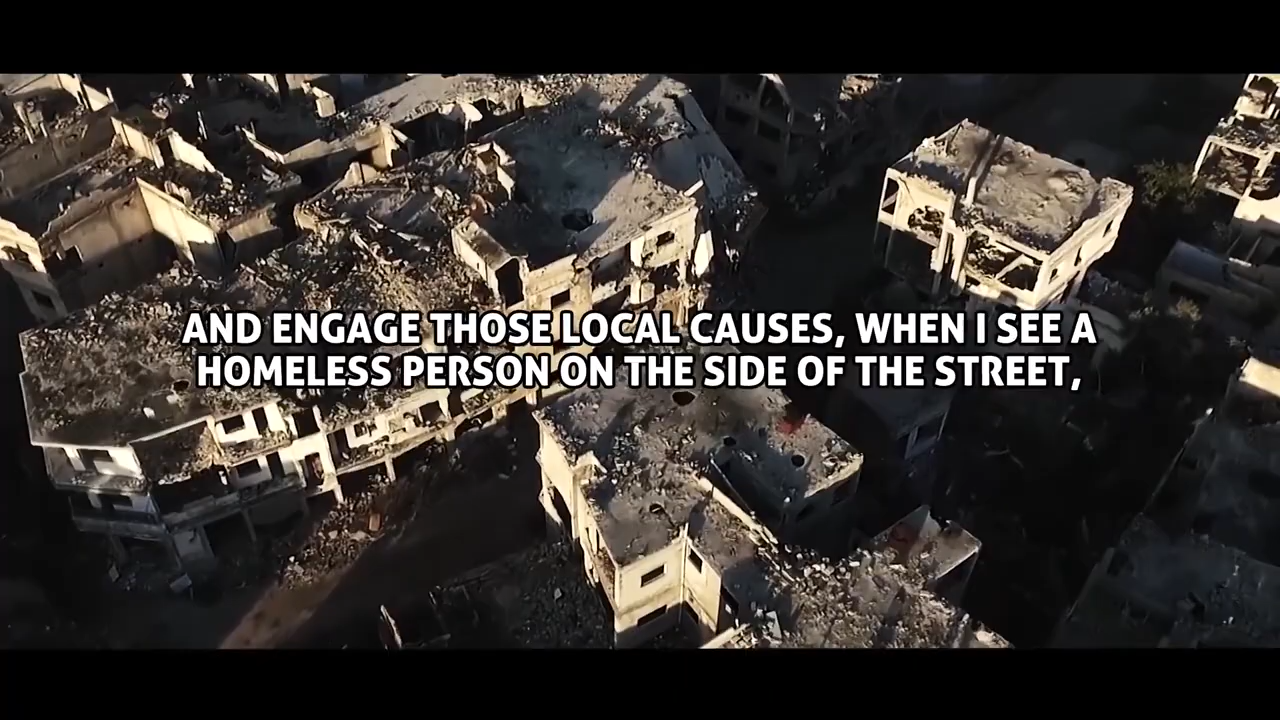 AND ENGAGE THOSE LOCAL CAUSES, WHEN I SEE A
HOMELESS PERSON ON THE SIDE OF THE STREET,